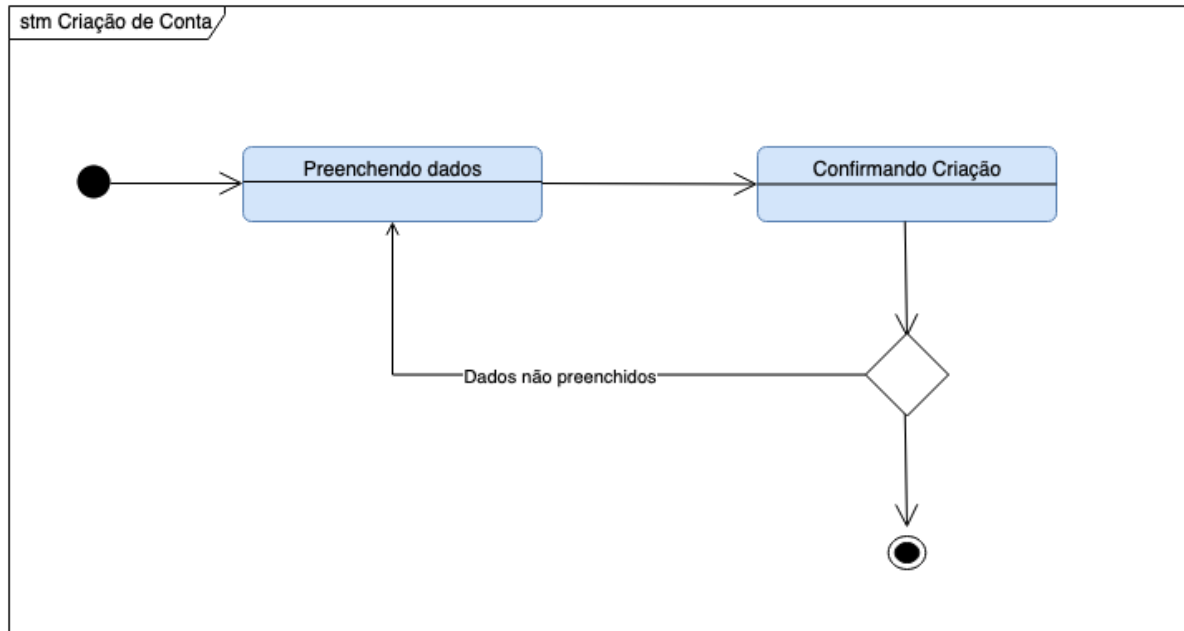 stm Criação de Conta
Preenchendo dados
Confirmando Criação
Dados não preenchidos